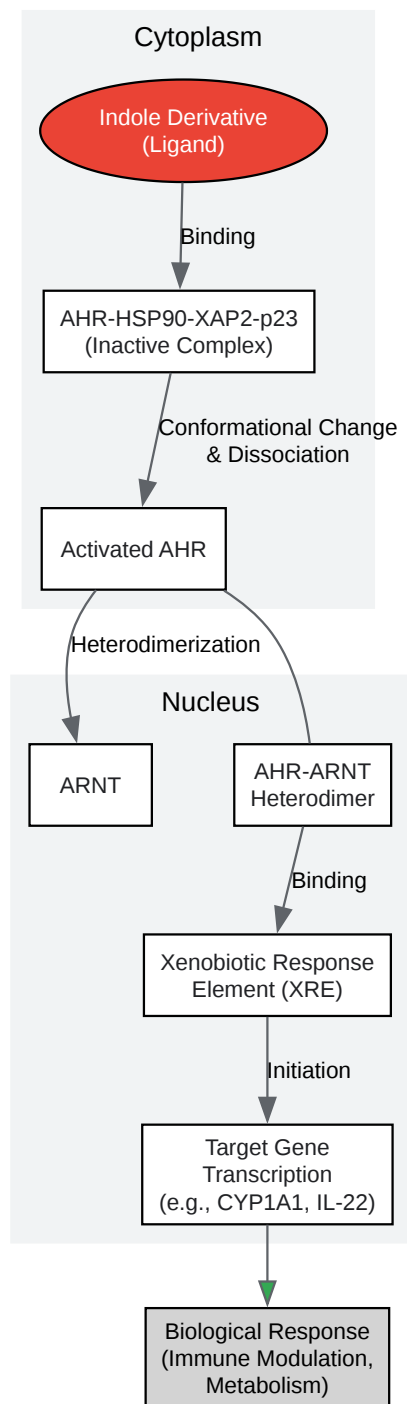 Cytoplasm
Indole Derivative
(Ligand)
Binding
AHR-HSP90-XAP2-p23
(Inactive Complex)
Conformational Change
& Dissociation
Activated AHR
Heterodimerization
Nucleus
ARNT
AHR-ARNT
Heterodimer
Binding
Xenobiotic Response
Element (XRE)
Initiation
Target Gene
Transcription
(e.g., CYP1A1, IL-22)
Biological Response
(Immune Modulation,
Metabolism)